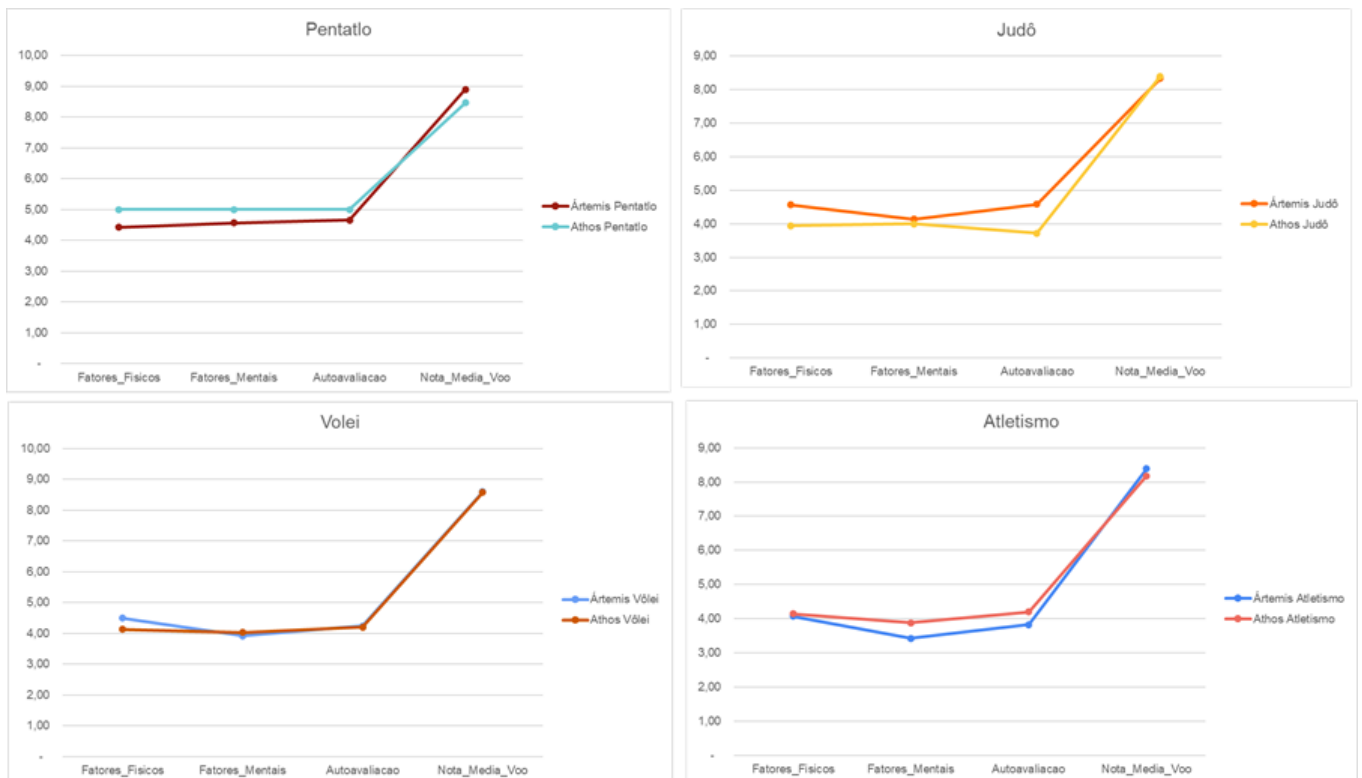 Pentatlo
10,00
9,00
8,00
7,00
6,00
5,00
4,00
3,00
2,00
1,00
-
Fatores_Fisicos Fatores_Mentais Autoavaliacao Nota_Media_Voo
Ártemis Pentatlo
Athos Pentatlo
Judô
9,00
8,00
7,00
6,00
5,00
4,00
3,00
2,00
1,00
-
Fatores_Fisicos Fatores_Mentais Autoavaliacao Nota_Media_Voo
Ártemis Judô
Athos Judô
Volei
10,00
9,00
8,00
7,00
6,00
5,00
4,00
3,00
2,00
1,00
-
Fatores_Fisicos Fatores_Mentais Autoavaliacao Nota_Media_Voo
Ártemis Vôlei
Athos Vôlei
Atletismo
9,00
8,00
7,00
6,00
5,00
4,00
3,00
2,00
1,00
-
Fatores_Fisicos Fatores_Mentais Autoavaliacao Nota_Media_Voo
Ártemis Atletismo
Athos Atletismo